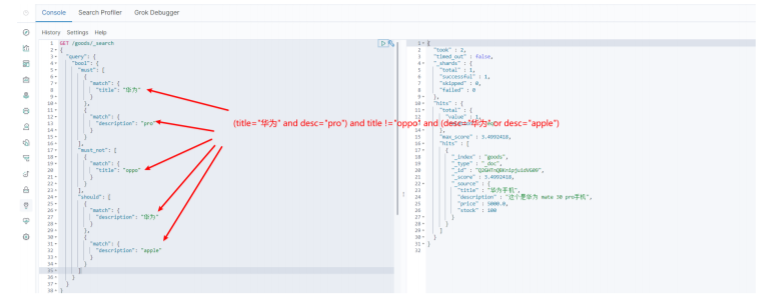 Console Search Profiler Grok Debugger
History Settings Help
1 GET /goods/_search
2 {
3 "query": {
4 "bool": {
5 "must": [
6 {
7 "match": {
8 "title": "华为"
9 }
10 },
11 {
12 "match": {
13 "description": "pro"
14 }
15 }
16 ],
17 "must_not": [
18 {
19 "match": {
20 "title": "oppo"
21 }
22 }
23 ],
24 "should": [
25 {
26 "match": {
27 "description": "华为"
28 }
29 },
30 {
31 "match": {
32 "description": "apple"
33 }
34 }
35 ]
36 }
37 }
38 }
(title="华为" and desc="pro") and title !="oppo" and (desc="华为" or desc="apple")
1 {
2 "took" : 2,
3 "timed_out" : false,
4 "_shards" : {
5 "total" : 1,
6 "successful" : 1,
7 "skipped" : 0,
8 "failed" : 0
9 },
10 "hits" : {
11 "total" : {
12 "value" : 1,
13
14 },
15 "max_score" :
16 "hits" : [
17 {
18 "_index" : "goods",
19 "_type" : "_doc",
20 "_id" :
21 "_score" :
22 "_source" : {
23 "title" : "华为手机",
24 "description" : "这个是华为 mate 30 pro手机",
25 "price" : 5000.0,
26 "stock" : 100
27 }
28 }
29 ]
30 }
31 }
32